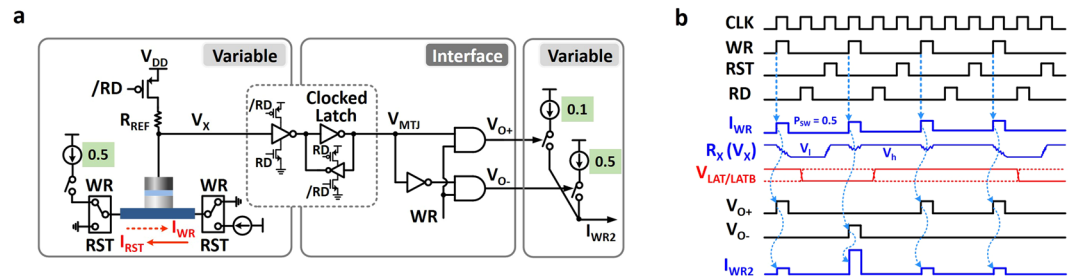 a
Variable
Interface
Variable
V_DD
/RD
R_REF
V_X
/RD
RD
Clocked
Latch
/RD
RD
V_MTJ
V_O+
V_O-
WR
0.1
0.5
I_WR2
0.5
WR
RST
WR
RST
I_WR
I_RST
b
CLK
WR
RST
RD
I_WR
P_SW = 0.5
R_X (V_X)
V_l
V_h
V_LAT/LATB
V_O+
V_O-
I_WR2